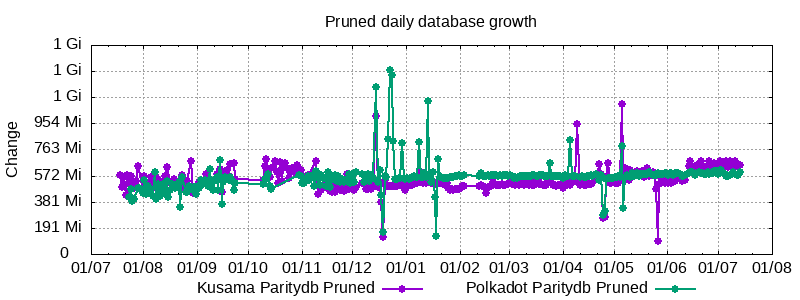 Pruned daily database growth
Change
1 Gi
1 Gi
1 Gi
954 Mi
763 Mi
572 Mi
381 Mi
191 Mi
0
01/07 01/08 01/09 01/10 01/11 01/12 01/01 01/02 01/03 01/04 01/05 01/06 01/07 01/08
Kusama Paritydb Pruned Polkadot Paritydb Pruned